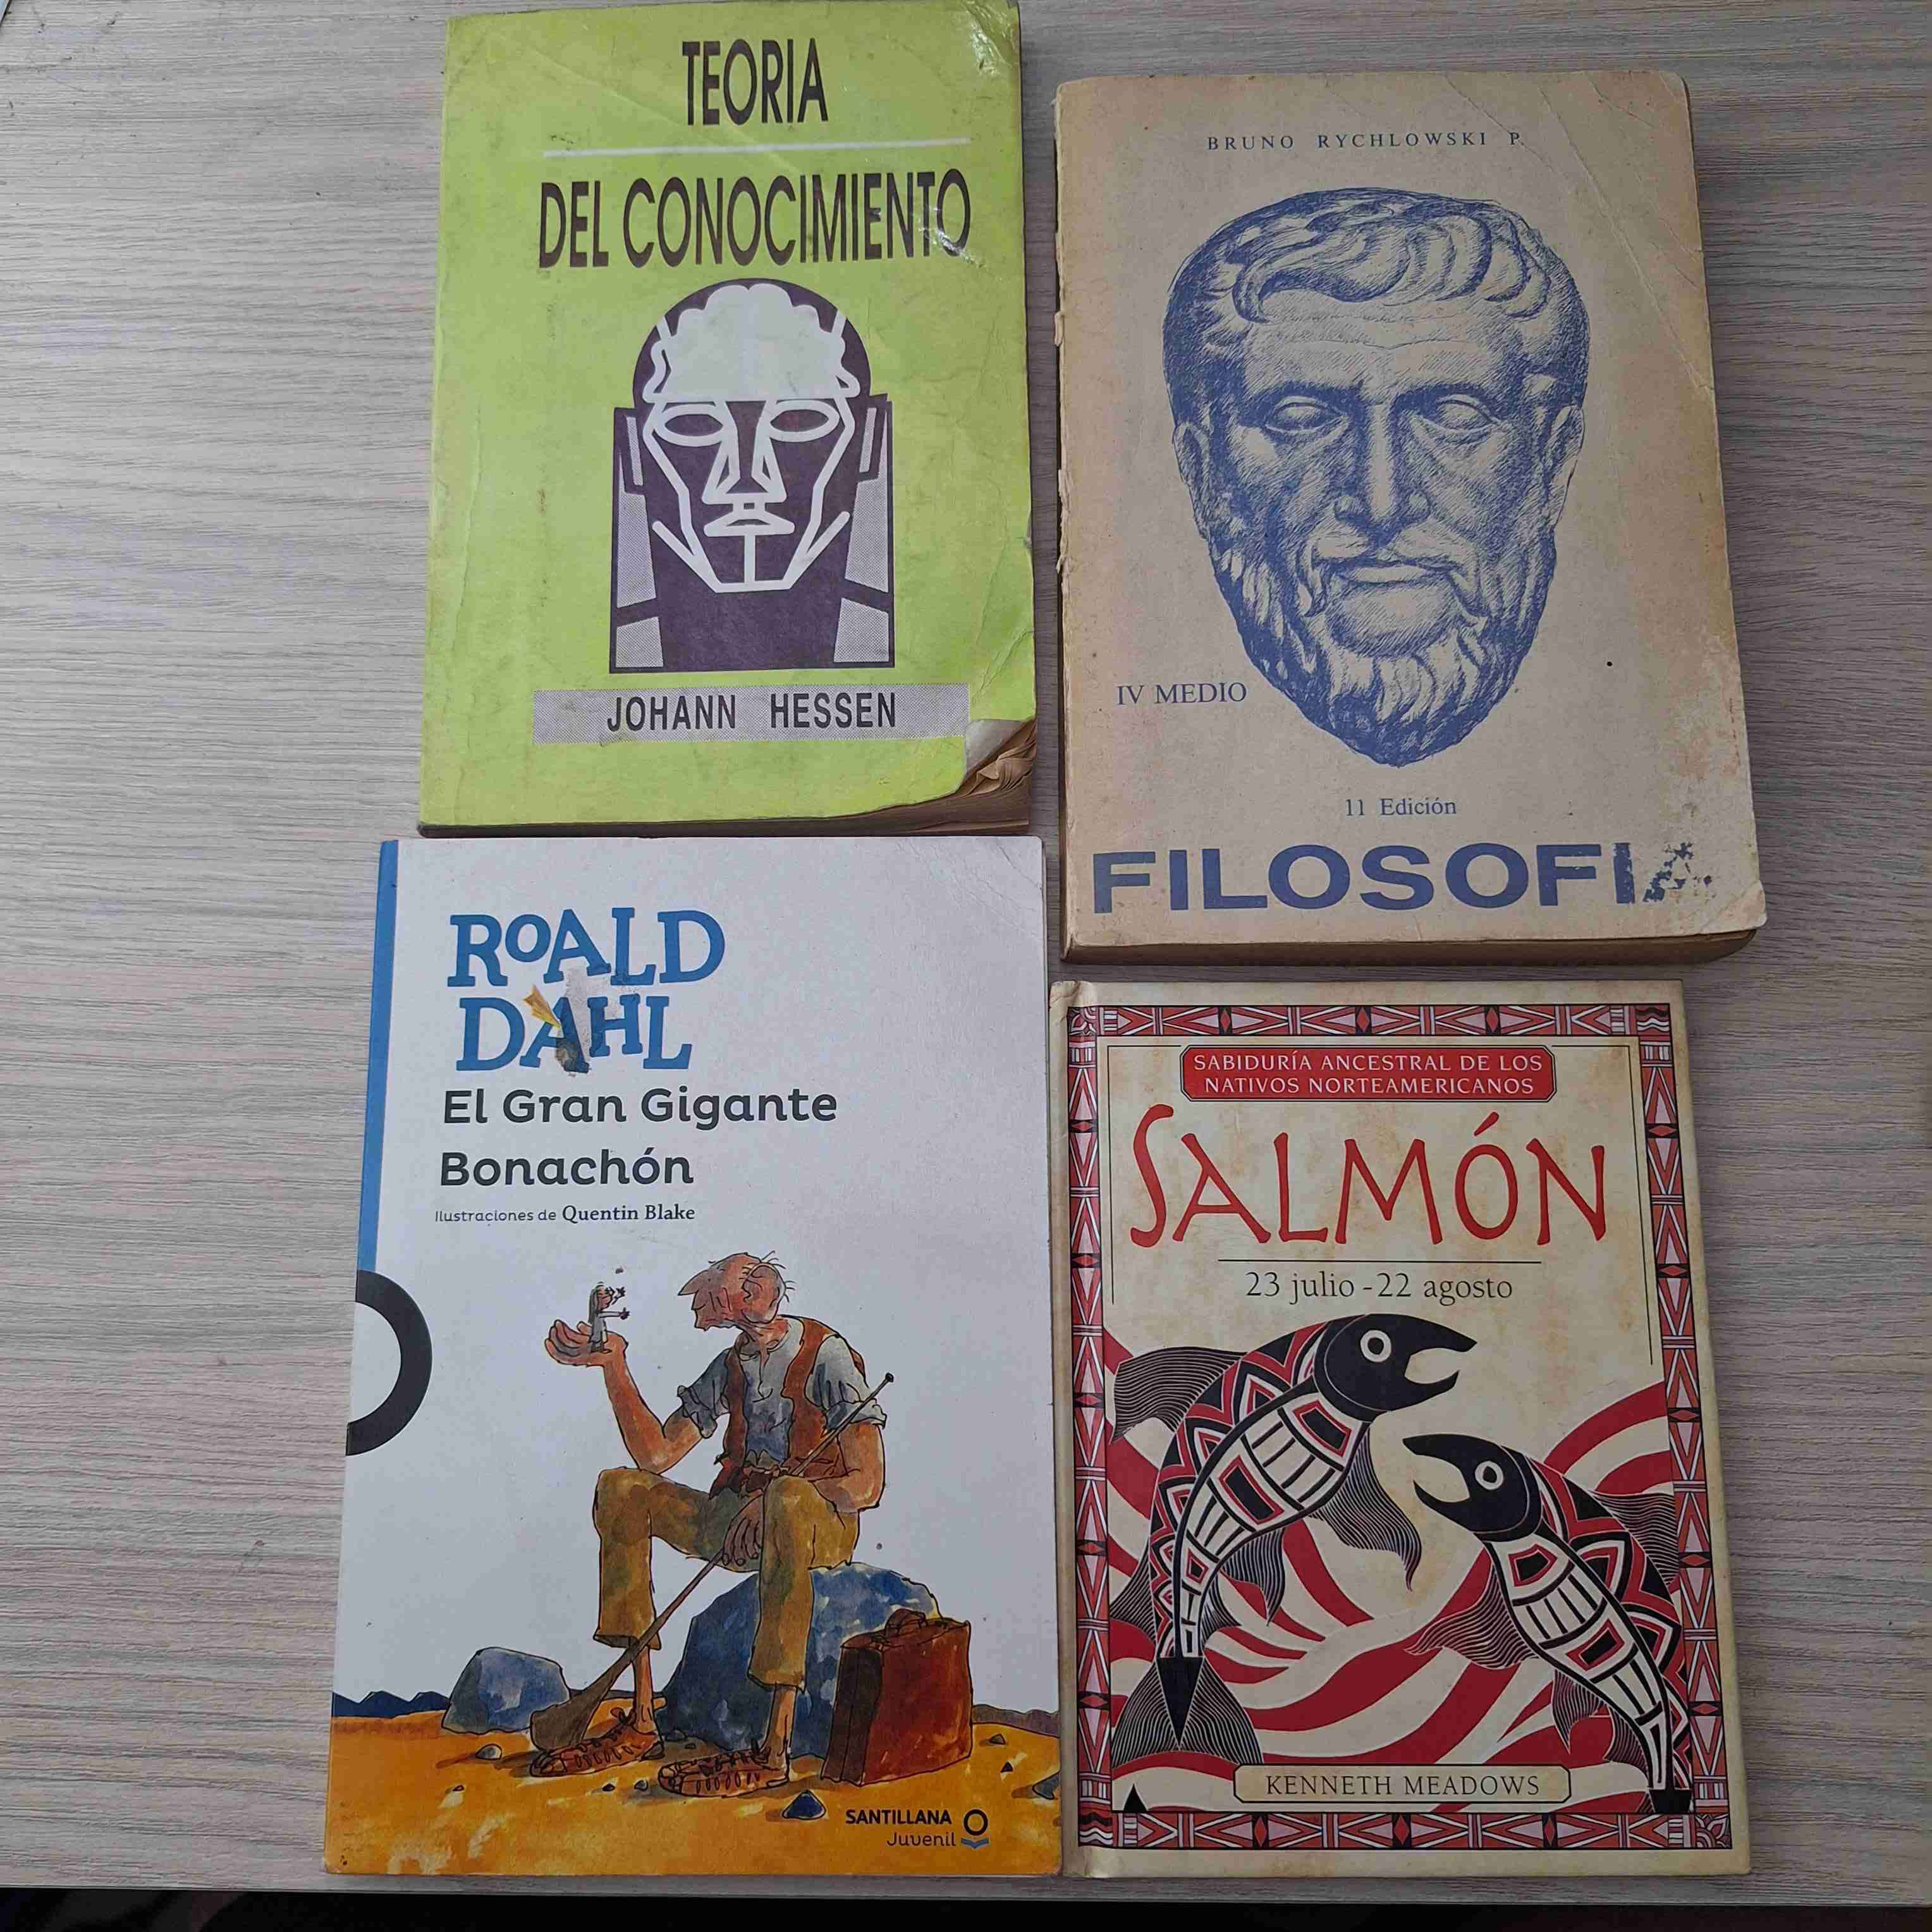 TEORIA
DEL CONOCIMIENTO
JOHANN HESSEN
BRUNO RYCHLOWSKI P.
IV MEDIO
11 Edición
FILOSOFIA
ROALD
DAHL
El Gran Gigante
Bonachón
Ilustraciones de Quentin Blake
SANTILLANA
Juvenil
SABIDURÍA ANCESTRAL DE LOS
NATIVOS NORTEAMERICANOS
SALMÓN
23 julio - 22 agosto
KENNETH MEADOWS